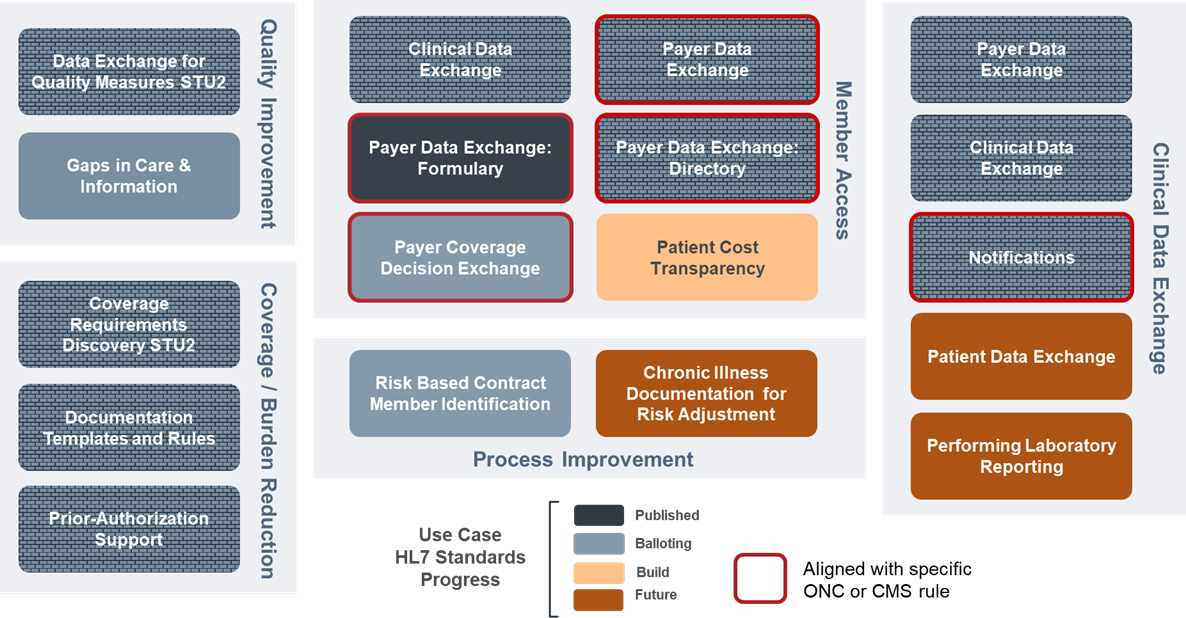 Data Exchange for
Quality Measures STU2
Gaps in Care &
Information
Quality Improvement
Coverage
Requirements
Discovery STU2
Documentation
Templates and Rules
Prior-Authorization
Support
Coverage / Burden Reduction
Clinical Data
Exchange
Payer Data
Exchange
Payer Data Exchange:
Formulary
Payer Data Exchange:
Directory
Payer Coverage
Decision Exchange
Patient Cost
Transparency
Member Access
Risk Based Contract
Member Identification
Chronic Illness
Documentation for
Risk Adjustment
Process Improvement
Payer Data
Exchange
Clinical Data
Exchange
Notifications
Patient Data Exchange
Performing Laboratory
Reporting
Clinical Data Exchange
Use Case
HL7 Standards
Progress
Published
Balloting
Build
Future
Aligned with specific
ONC or CMS rule